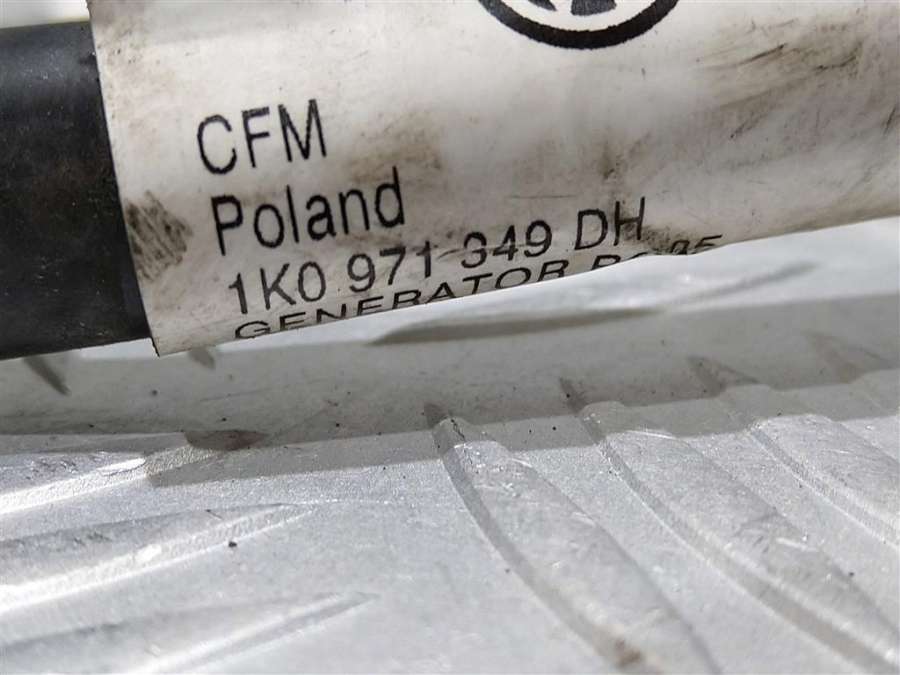 CFM
Poland
1K0 971 349 DH
GENERATOR